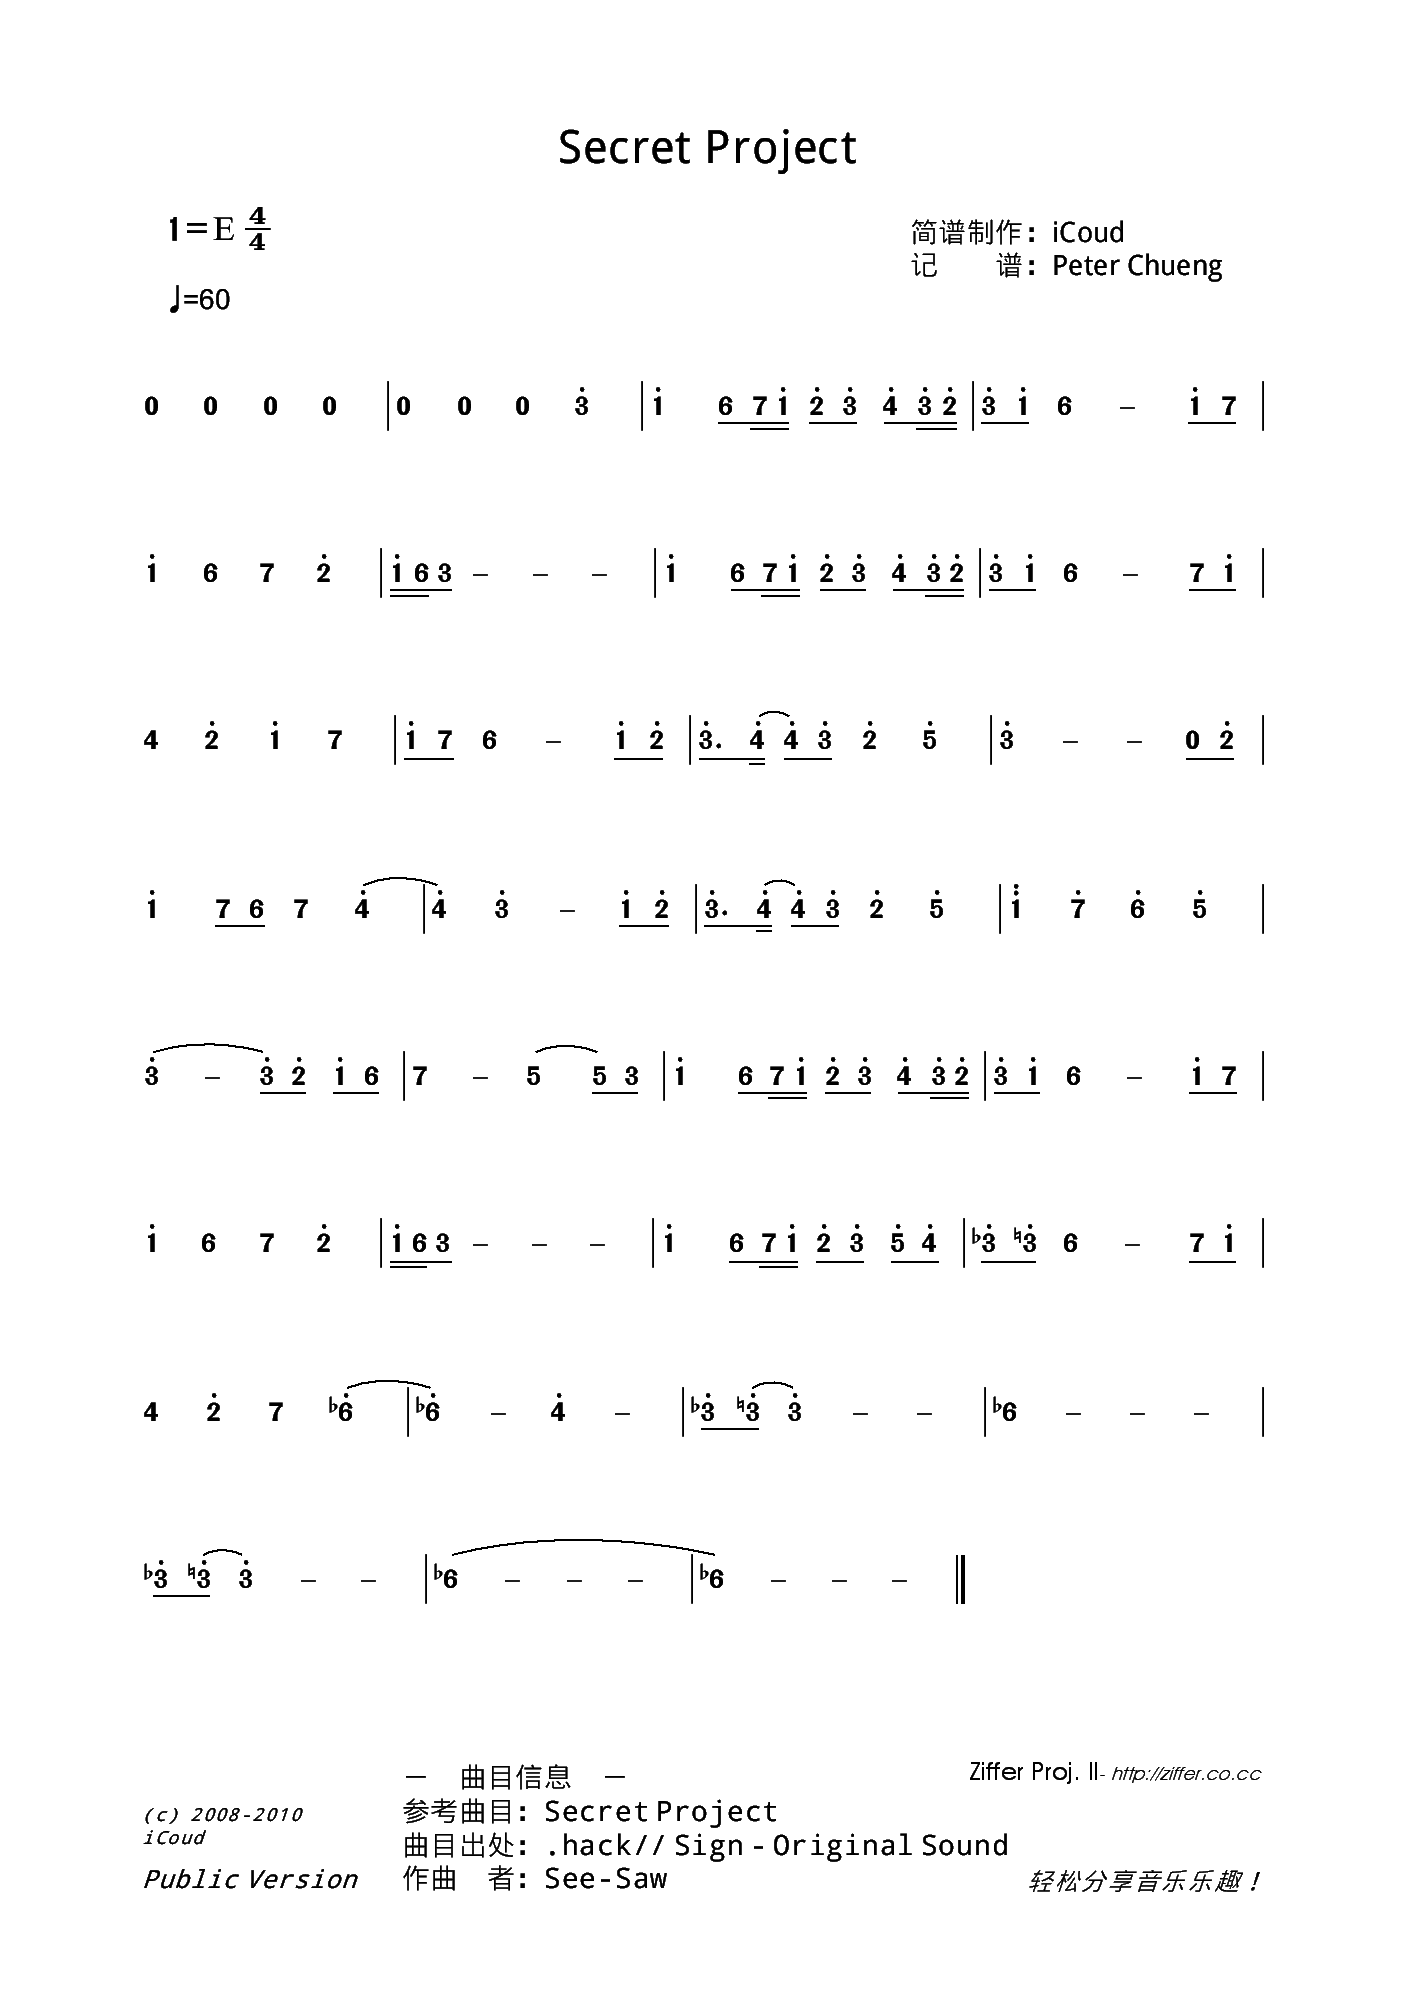 Secret Project
1=E 4/4
简谱制作：iCoud
记　　谱：Peter Chueng
♩=60
0 0 0 0 | 0 0 0 3̇ | 1̇ 6 7 1̇ 2̇ 3̇ 4̇ 3̇ 2̇ | 3̇ 1̇ 6 – 1̇ 7 |
1̇ 6 7 2̇ | 1̇ 6 3 – – – | 1̇ 6 7 1̇ 2̇ 3̇ 4̇ 3̇ 2̇ | 3̇ 1̇ 6 – 7 1̇ |
4 2̇ 1̇ 7 | 1̇ 7 6 – 1̇ 2̇ | 3̇. 4̇ 4̇ 3̇ 2̇ 5̇ | 3̇ – – 0 2̇ |
1̇ 7 6 7 4̇ | 4̇ 3̇ – 1̇ 2̇ | 3̇. 4̇ 4̇ 3̇ 2̇ 5̇ | 1̈ 7̇ 6̇ 5̇ |
3̇ – 3̇ 2̇ 1̇ 6 | 7 – 5 5 3 | 1̇ 6 7 1̇ 2̇ 3̇ 4̇ 3̇ 2̇ | 3̇ 1̇ 6 – 1̇ 7 |
1̇ 6 7 2̇ | 1̇ 6 3 – – – | 1̇ 6 7 1̇ 2̇ 3̇ 5̇ 4̇ | ♭3̇ ♮3̇ 6 – 7 1̇ |
4 2̇ 7 ♭6̇ | ♭6̇ – 4̇ – | ♭3̇ ♮3̇ 3̇ – – | ♭6 – – – |
♭3̇ ♮3̇ 3̇ – – | ♭6 – – – | ♭6 – – – ‖
— 曲目信息 —
参考曲目：Secret Project
曲目出处：.hack// Sign - Original Sound
作曲　者：See-Saw
(c) 2008-2010
iCoud
Public Version
Ziffer Proj. II - http://ziffer.co.cc
轻松分享音乐乐趣！